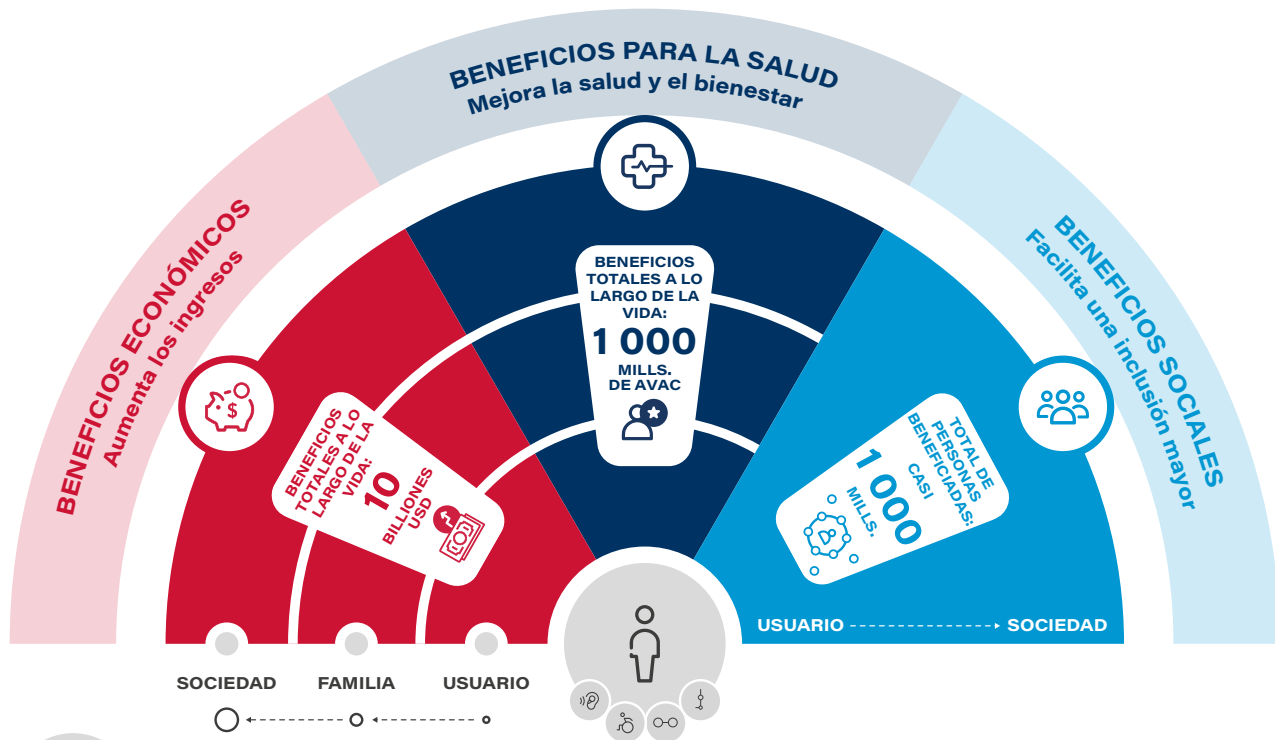 BENEFICIOS PARA LA SALUD
Mejora la salud y el bienestar
BENEFICIOS ECONÓMICOS
Aumenta los ingresos
BENEFICIOS SOCIALES
Facilita una inclusión mayor
BENEFICIOS
TOTALES A LO
LARGO DE LA
VIDA:
10
BILLIONES
USD
$
BENEFICIOS
TOTALES A LO
LARGO DE LA
VIDA:
1 000
MILLS.
DE AVAC
TOTAL DE
PERSONAS
BENEFICIADAS:
CASI
1 000
MILLS.
USUARIO
SOCIEDAD
SOCIEDAD
FAMILIA
USUARIO